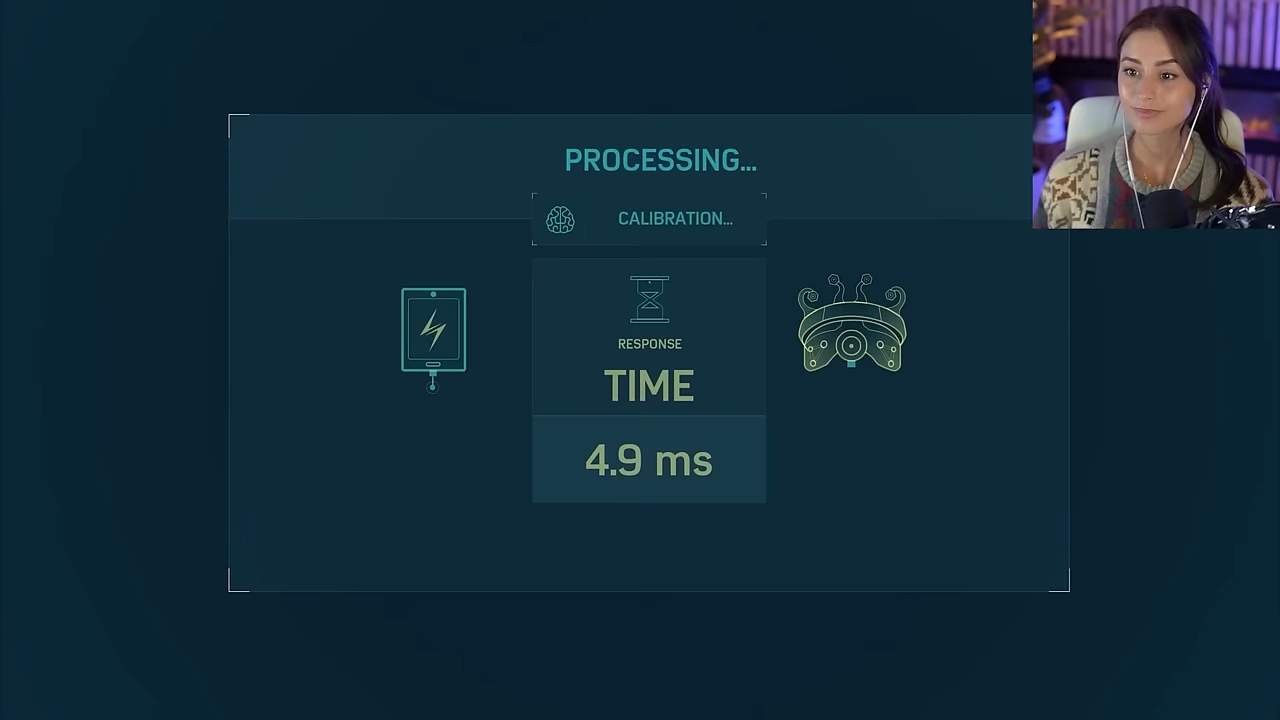 PROCESSING...
CALIBRATION...
RESPONSE
TIME
4.9 ms